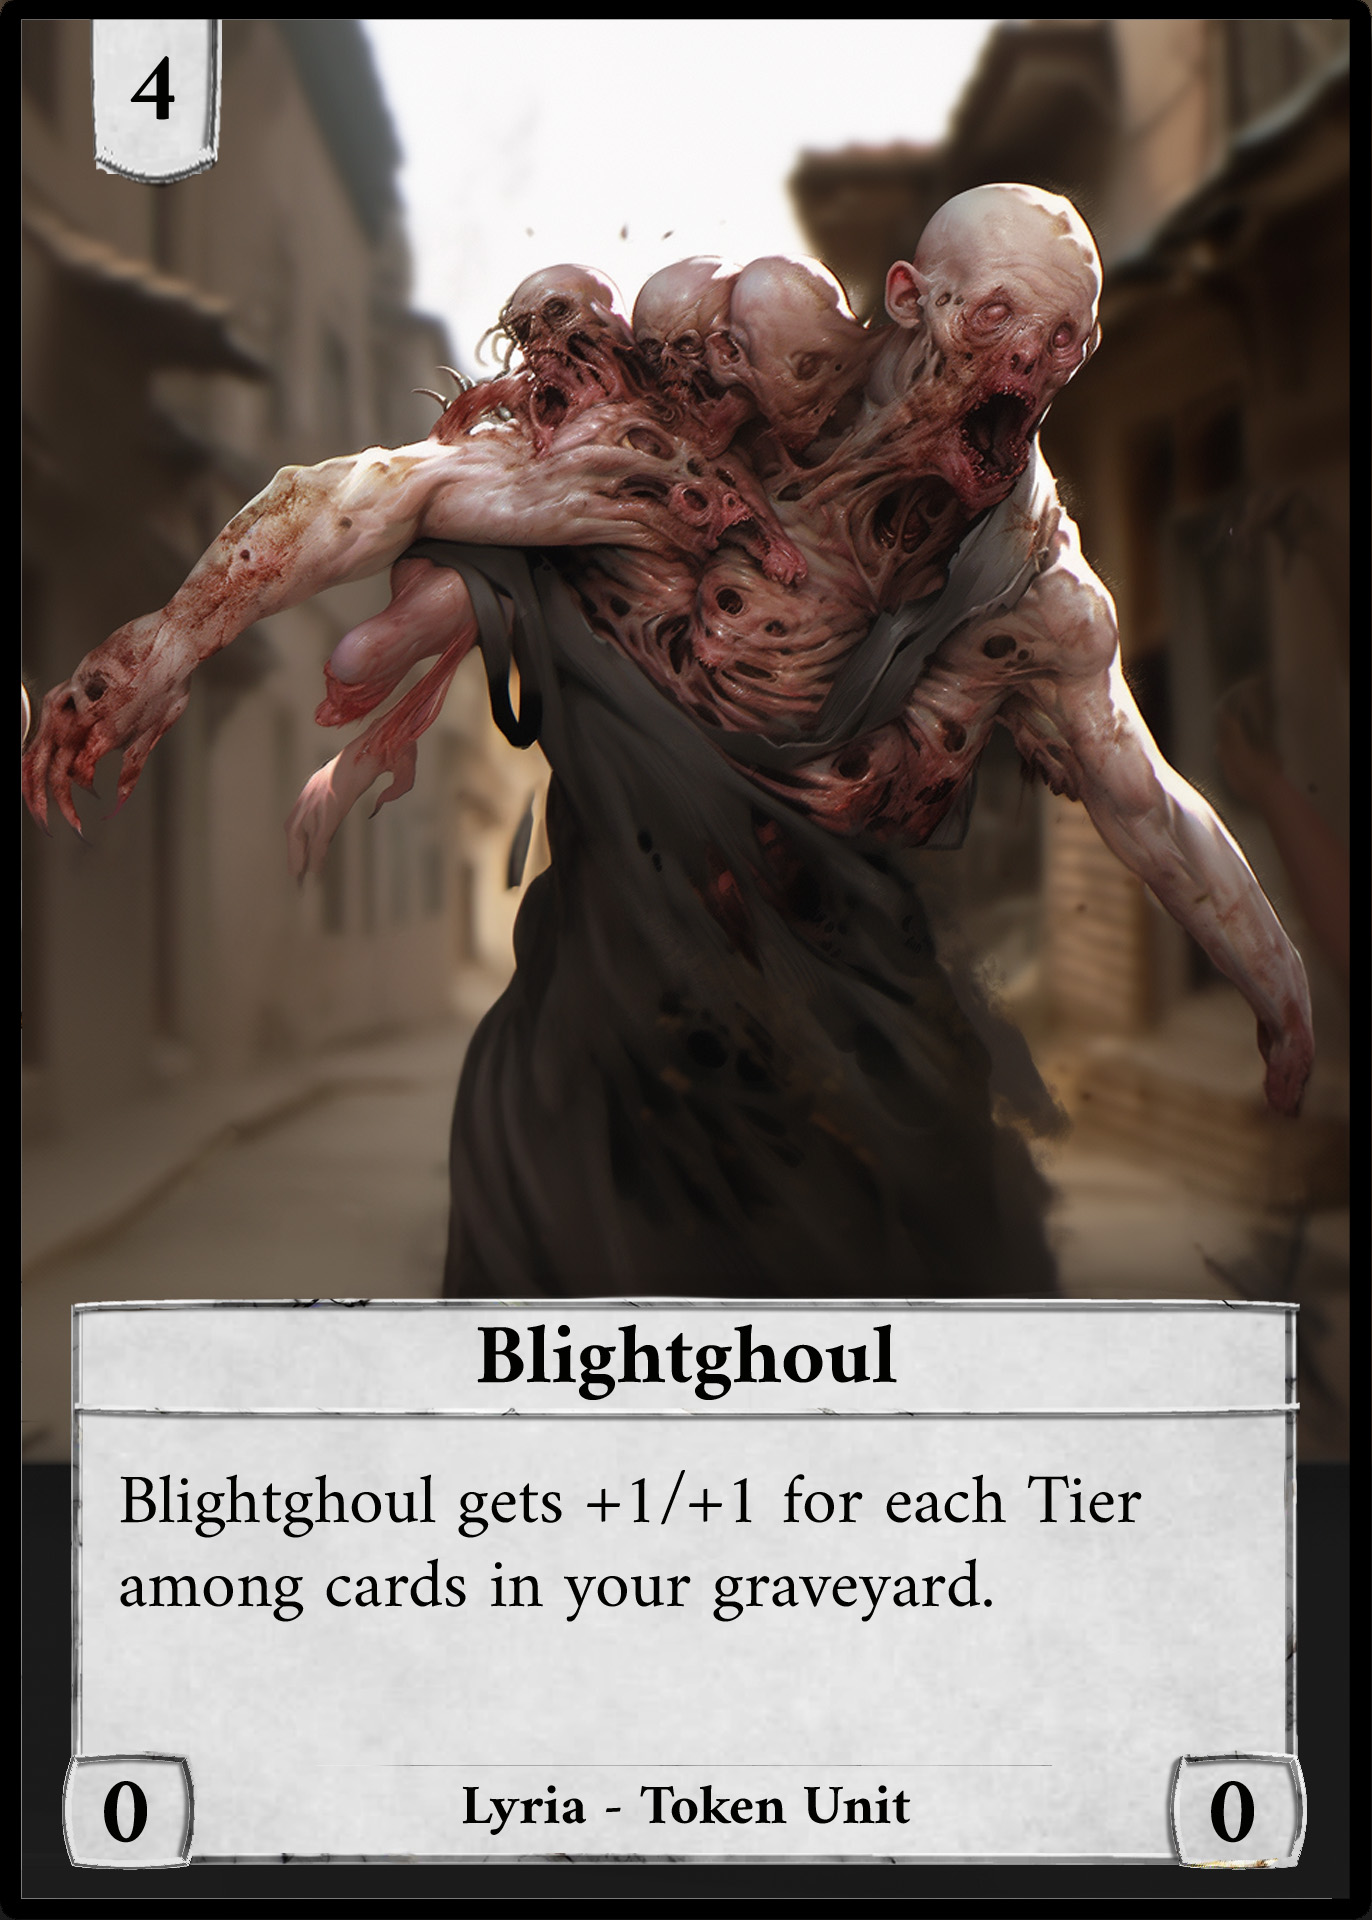 4
Blightghoul
Blightghoul gets +1/+1 for each Tier
among cards in your graveyard.
0
Lyria - Token Unit
0